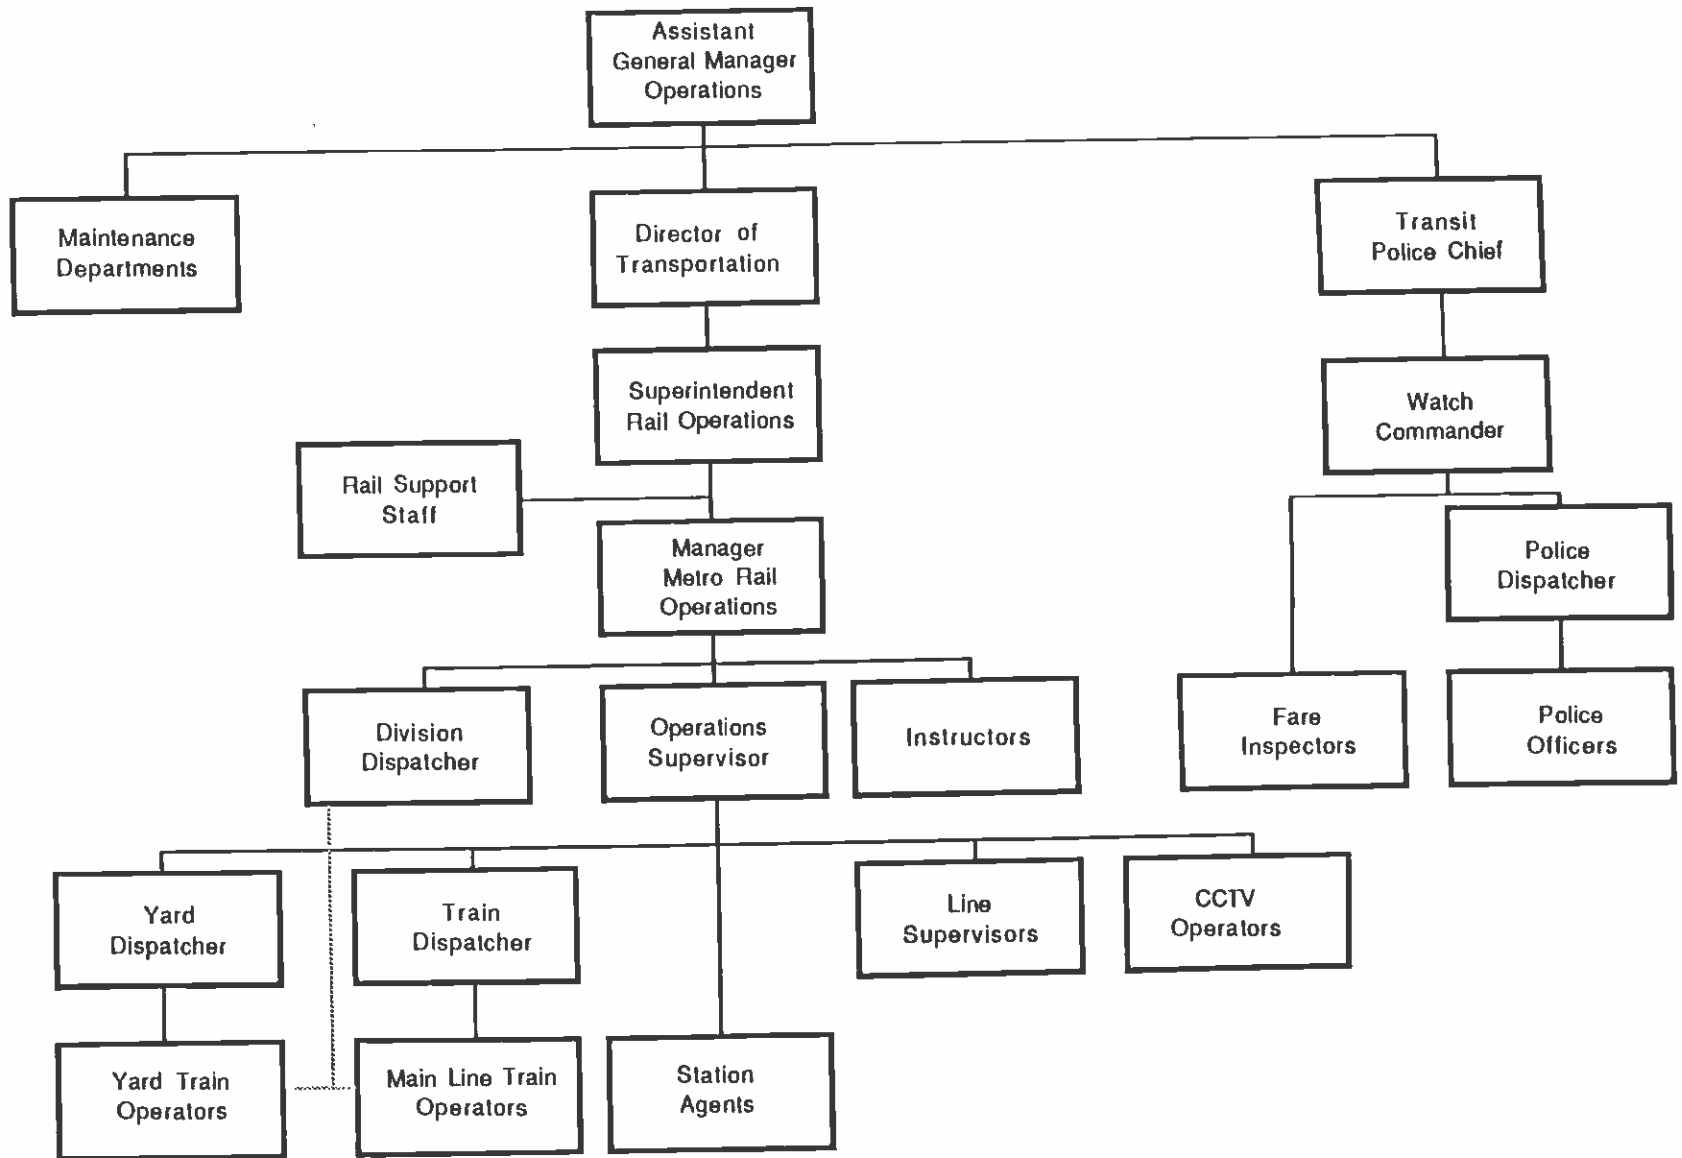 Assistant
General Manager
Operations
Maintenance
Departments
Director of
Transportation
Transit
Police Chief
Superintendent
Rail Operations
Watch
Commander
Rail Support
Staff
Manager
Metro Rail
Operations
Police
Dispatcher
Division
Dispatcher
Operations
Supervisor
Instructors
Fare
Inspectors
Police
Officers
Yard
Dispatcher
Train
Dispatcher
Line
Supervisors
CCTV
Operators
Yard Train
Operators
Main Line Train
Operators
Station
Agents